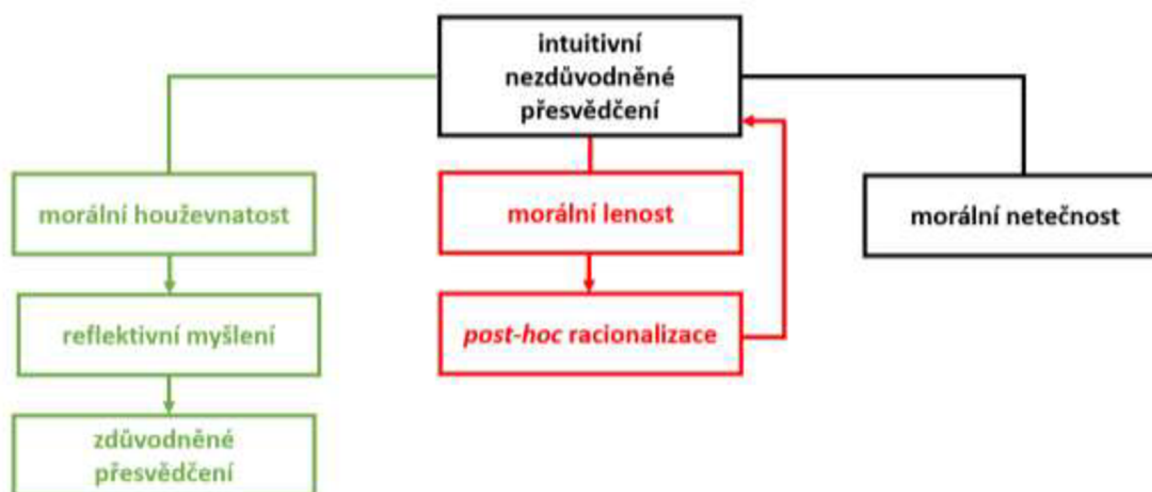 intuitivní
nezdůvodněné
přesvědčení
morální houževnatost
morální lenost
morální netečnost
reflektivní myšlení
post-hoc racionalizace
zdůvodněné
přesvědčení